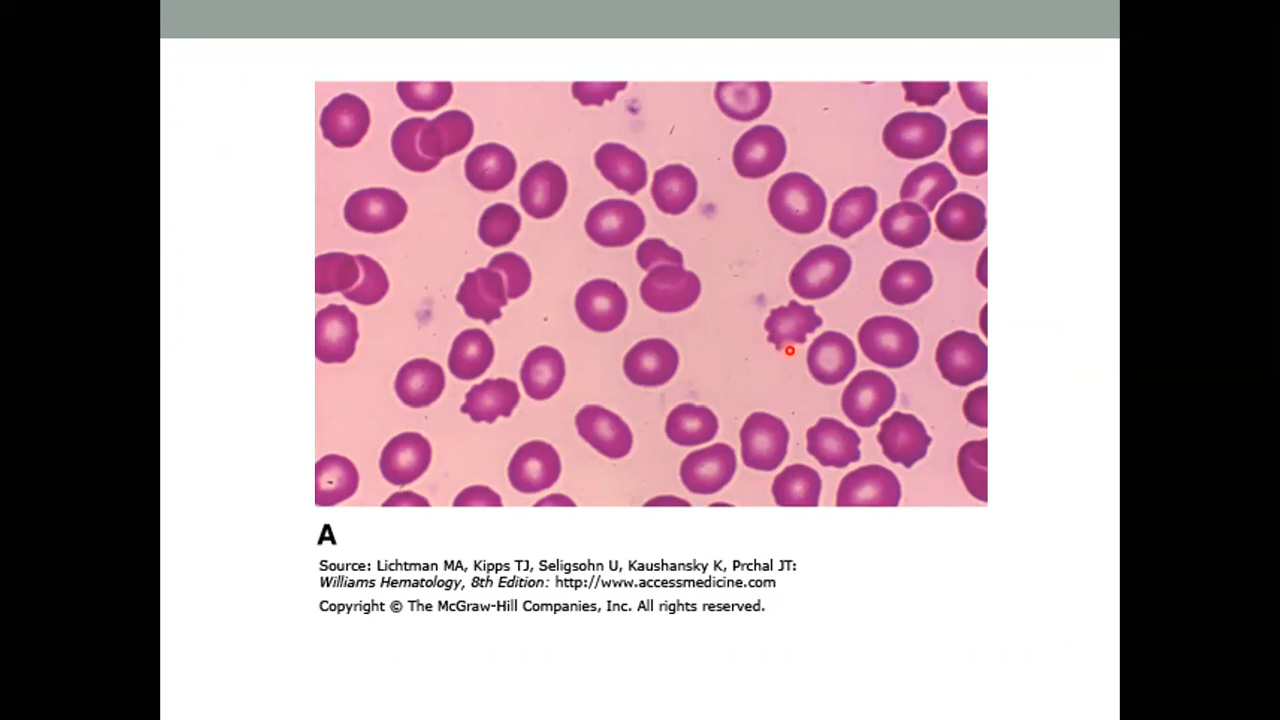 A
Source: Lichtman MA, Kipps TJ, Seligsohn U, Kaushansky K, Prchal JT:
Williams Hematology, 8th Edition: http://www.accessmedicine.com
Copyright © The McGraw-Hill Companies, Inc. All rights reserved.